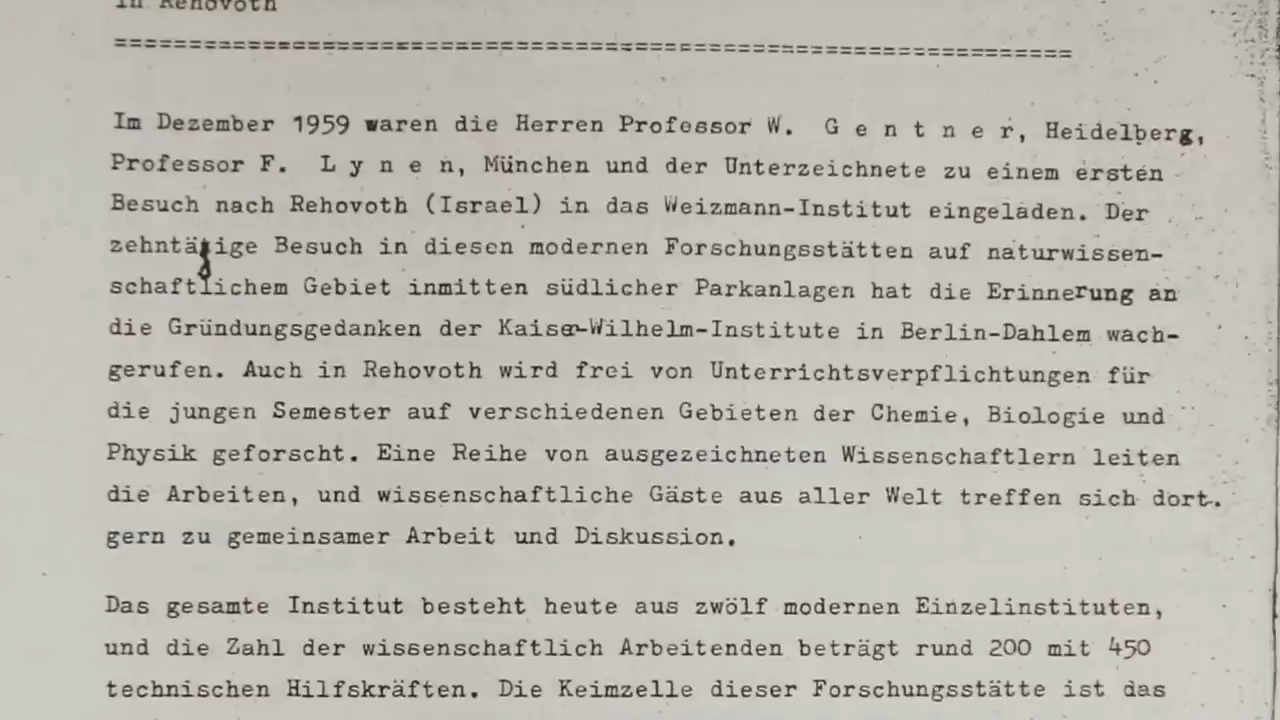 in Rehovoth
================================================================
Im Dezember 1959 waren die Herren Professor W. G e n t n e r, Heidelberg,
Professor F. L y n e n, München und der Unterzeichnete zu einem ersten
Besuch nach Rehovoth (Israel) in das Weizmann-Institut eingeladen. Der
zehntägige Besuch in diesen modernen Forschungsstätten auf naturwissen-
schaftlichem Gebiet inmitten südlicher Parkanlagen hat die Erinnerung an
die Gründungsgedanken der Kaiser-Wilhelm-Institute in Berlin-Dahlem wach-
gerufen. Auch in Rehovoth wird frei von Unterrichtsverpflichtungen für
die jungen Semester auf verschiedenen Gebieten der Chemie, Biologie und
Physik geforscht. Eine Reihe von ausgezeichneten Wissenschaftlern leiten
die Arbeiten, und wissenschaftliche Gäste aus aller Welt treffen sich dort
gern zu gemeinsamer Arbeit und Diskussion.
Das gesamte Institut besteht heute aus zwölf modernen Einzelinstituten,
und die Zahl der wissenschaftlich Arbeitenden beträgt rund 200 mit 450
technischen Hilfskräften. Die Keimzelle dieser Forschungsstätte ist das